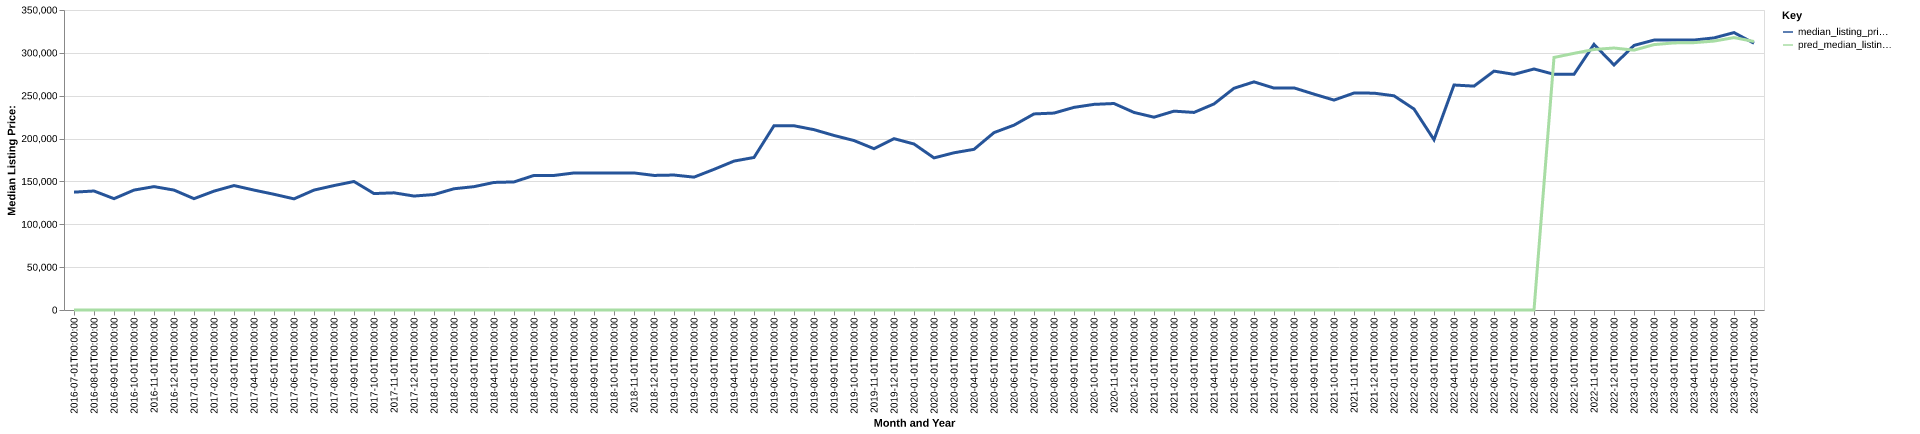 350,000
300,000
250,000
200,000
150,000
100,000
50,000
0
Median Listing Price:
2016-07-01T00:00:00
2016-08-01T00:00:00
2016-09-01T00:00:00
2016-10-01T00:00:00
2016-11-01T00:00:00
2016-12-01T00:00:00
2017-01-01T00:00:00
2017-02-01T00:00:00
2017-03-01T00:00:00
2017-04-01T00:00:00
2017-05-01T00:00:00
2017-06-01T00:00:00
2017-07-01T00:00:00
2017-08-01T00:00:00
2017-09-01T00:00:00
2017-10-01T00:00:00
2017-11-01T00:00:00
2017-12-01T00:00:00
2018-01-01T00:00:00
2018-02-01T00:00:00
2018-03-01T00:00:00
2018-04-01T00:00:00
2018-05-01T00:00:00
2018-06-01T00:00:00
2018-07-01T00:00:00
2018-08-01T00:00:00
2018-09-01T00:00:00
2018-10-01T00:00:00
2018-11-01T00:00:00
2018-12-01T00:00:00
2019-01-01T00:00:00
2019-02-01T00:00:00
2019-03-01T00:00:00
2019-04-01T00:00:00
2019-05-01T00:00:00
2019-06-01T00:00:00
2019-07-01T00:00:00
2019-08-01T00:00:00
2019-09-01T00:00:00
2019-10-01T00:00:00
2019-11-01T00:00:00
2019-12-01T00:00:00
2020-01-01T00:00:00
2020-02-01T00:00:00
2020-03-01T00:00:00
2020-04-01T00:00:00
2020-05-01T00:00:00
2020-06-01T00:00:00
2020-07-01T00:00:00
2020-08-01T00:00:00
2020-09-01T00:00:00
2020-10-01T00:00:00
2020-11-01T00:00:00
2020-12-01T00:00:00
2021-01-01T00:00:00
2021-02-01T00:00:00
2021-03-01T00:00:00
2021-04-01T00:00:00
2021-05-01T00:00:00
2021-06-01T00:00:00
2021-07-01T00:00:00
2021-08-01T00:00:00
2021-09-01T00:00:00
2021-10-01T00:00:00
2021-11-01T00:00:00
2021-12-01T00:00:00
2022-01-01T00:00:00
2022-02-01T00:00:00
2022-03-01T00:00:00
2022-04-01T00:00:00
2022-05-01T00:00:00
2022-06-01T00:00:00
2022-07-01T00:00:00
2022-08-01T00:00:00
2022-09-01T00:00:00
2022-10-01T00:00:00
2022-11-01T00:00:00
2022-12-01T00:00:00
2023-01-01T00:00:00
2023-02-01T00:00:00
2023-03-01T00:00:00
2023-04-01T00:00:00
2023-05-01T00:00:00
2023-06-01T00:00:00
2023-07-01T00:00:00
Month and Year
Key
median_listing_pri…
pred_median_listin…